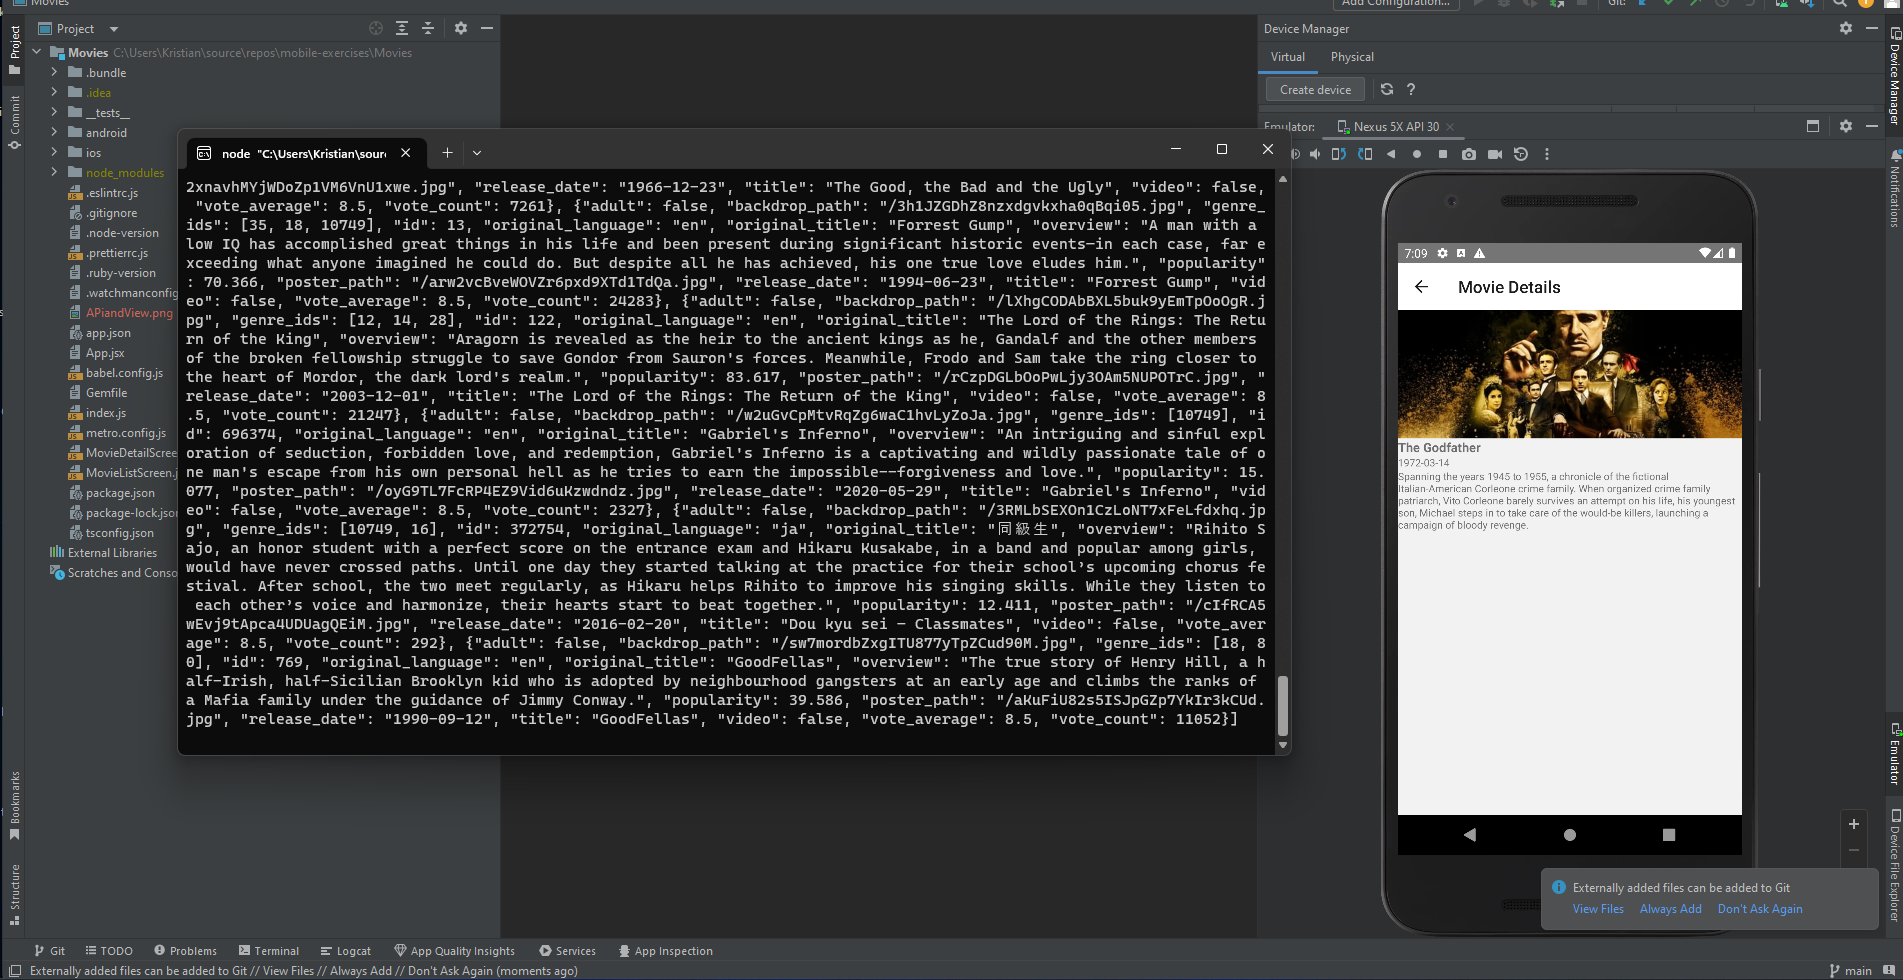 Movies
Add Configuration...
Git:
Project
Device Manager
Movies C:\Users\Kristian\source\repos\mobile-exercises\Movies
.bundle
.idea
__tests__
android
ios
node_modules
.eslintrc.js
.gitignore
.node-version
.prettierrc.js
.ruby-version
.watchmanconfig
APiandView.png
app.json
App.jsx
babel.config.js
Gemfile
index.js
metro.config.js
MovieDetailScree
MovieListScreen.j
package.json
package-lock.json
tsconfig.json
External Libraries
Scratches and Conso
Project
Commit
Bookmarks
Structure
node "C:\Users\Kristian\sour
2xnavhMYjWDoZp1VM6VnU1xwe.jpg", "release_date": "1966-12-23", "title": "The Good, the Bad and the Ugly", "video": false,
"vote_average": 8.5, "vote_count": 7261}, {"adult": false, "backdrop_path": "/3h1JZGDhZ8nzxdgvkxha0qBqi05.jpg", "genre_
ids": [35, 18, 10749], "id": 13, "original_language": "en", "original_title": "Forrest Gump", "overview": "A man with a
low IQ has accomplished great things in his life and been present during significant historic events—in each case, far e
xceeding what anyone imagined he could do. But despite all he has achieved, his one true love eludes him.", "popularity"
: 70.366, "poster_path": "/arw2vcBveWOVZr6pxd9XTd1TdQa.jpg", "release_date": "1994-06-23", "title": "Forrest Gump", "vid
eo": false, "vote_average": 8.5, "vote_count": 24283}, {"adult": false, "backdrop_path": "/lXhgCODAbBXL5buk9yEmTpOoOgR.j
pg", "genre_ids": [12, 14, 28], "id": 122, "original_language": "en", "original_title": "The Lord of the Rings: The Retu
rn of the King", "overview": "Aragorn is revealed as the heir to the ancient kings as he, Gandalf and the other members
of the broken fellowship struggle to save Gondor from Sauron's forces. Meanwhile, Frodo and Sam take the ring closer to
the heart of Mordor, the dark lord's realm.", "popularity": 83.617, "poster_path": "/rCzpDGLbOoPwLjy3OAm5NUPOTrC.jpg", "
release_date": "2003-12-01", "title": "The Lord of the Rings: The Return of the King", "video": false, "vote_average": 8
.5, "vote_count": 21247}, {"adult": false, "backdrop_path": "/w2uGvCpMtvRqZg6waC1hvLyZoJa.jpg", "genre_ids": [10749], "i
d": 696374, "original_language": "en", "original_title": "Gabriel's Inferno", "overview": "An intriguing and sinful expl
oration of seduction, forbidden love, and redemption, Gabriel's Inferno is a captivating and wildly passionate tale of o
ne man's escape from his own personal hell as he tries to earn the impossible--forgiveness and love.", "popularity": 15.
077, "poster_path": "/oyG9TL7FcRP4EZ9Vid6uKzwdndz.jpg", "release_date": "2020-05-29", "title": "Gabriel's Inferno", "vid
eo": false, "vote_average": 8.5, "vote_count": 2327}, {"adult": false, "backdrop_path": "/3RMLbSEXOn1CzLoNT7xFeLfdxhq.jp
g", "genre_ids": [10749, 16], "id": 372754, "original_language": "ja", "original_title": "同級生", "overview": "Rihito S
ajo, an honor student with a perfect score on the entrance exam and Hikaru Kusakabe, in a band and popular among girls,
would have never crossed paths. Until one day they started talking at the practice for their school’s upcoming chorus fe
stival. After school, the two meet regularly, as Hikaru helps Rihito to improve his singing skills. While they listen to
each other’s voice and harmonize, their hearts start to beat together.", "popularity": 12.411, "poster_path": "/cIfRCA5
wEvj9tApca4UDUagQEiM.jpg", "release_date": "2016-02-20", "title": "Dou kyu sei – Classmates", "video": false, "vote_aver
age": 8.5, "vote_count": 292}, {"adult": false, "backdrop_path": "/sw7mordbZxgITU877yTpZCud90M.jpg", "genre_ids": [18, 8
0], "id": 769, "original_language": "en", "original_title": "GoodFellas", "overview": "The true story of Henry Hill, a h
alf-Irish, half-Sicilian Brooklyn kid who is adopted by neighbourhood gangsters at an early age and climbs the ranks of
a Mafia family under the guidance of Jimmy Conway.", "popularity": 39.586, "poster_path": "/aKuFiU82s5ISJpGZp7YkIr3kCUd.
jpg", "release_date": "1990-09-12", "title": "GoodFellas", "video": false, "vote_average": 8.5, "vote_count": 11052}]
Virtual
Physical
Create device
Emulator:
Nexus 5X API 30
7:09
Movie Details
The Godfather
1972-03-14
Spanning the years 1945 to 1955, a chronicle of the fictional
Italian-American Corleone crime family. When organized crime family
patriarch, Vito Corleone barely survives an attempt on his life, his youngest
son, Michael steps in to take care of the would-be killers, launching a
campaign of bloody revenge.
Device Manager
Notifications
Emulator
Device File Explorer
Externally added files can be added to Git
View Files
Always Add
Don't Ask Again
Git
TODO
Problems
Terminal
Logcat
App Quality Insights
Services
App Inspection
Externally added files can be added to Git // View Files // Always Add // Don't Ask Again (moments ago)
main